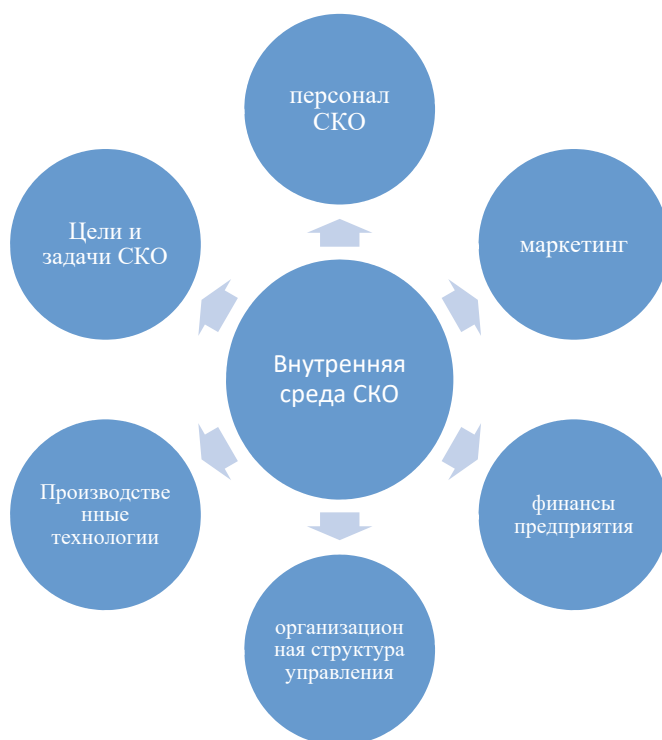 персонал
СКО
Цели и
задачи СКО
маркетинг
Внутренняя
среда СКО
Производстве
нные
технологии
финансы
предприятия
организацион
ная структура
управления